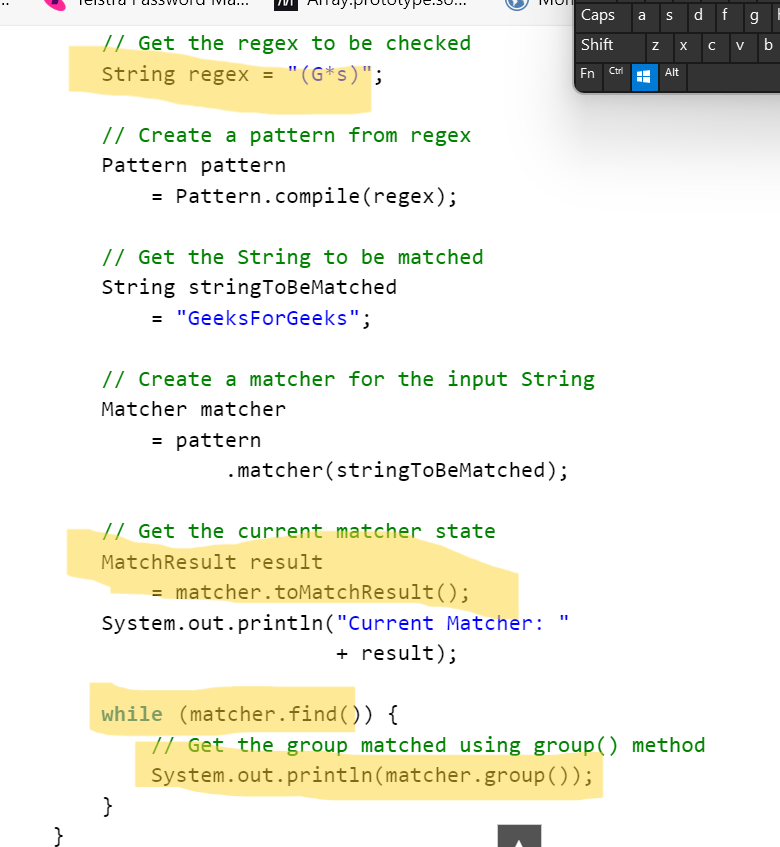 Telstra Password Ma... Array.prototype.so...
Caps a s d f g
Shift z x c v b
Fn Ctrl Alt
// Get the regex to be checked
String regex = "(G*s)";
// Create a pattern from regex
Pattern pattern
= Pattern.compile(regex);
// Get the String to be matched
String stringToBeMatched
= "GeeksForGeeks";
// Create a matcher for the input String
Matcher matcher
= pattern
.matcher(stringToBeMatched);
// Get the current matcher state
MatchResult result
= matcher.toMatchResult();
System.out.println("Current Matcher: "
+ result);
while (matcher.find()) {
// Get the group matched using group() method
System.out.println(matcher.group());
}
}